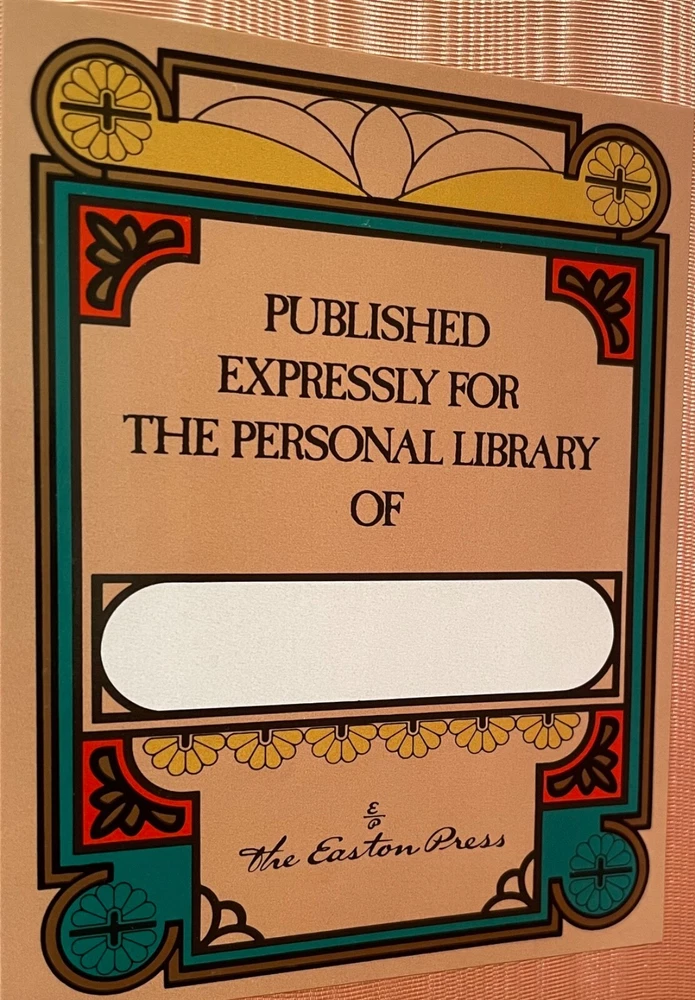 PUBLISHED
EXPRESSLY FOR
THE PERSONAL LIBRARY
OF
E
P
the Easton Press